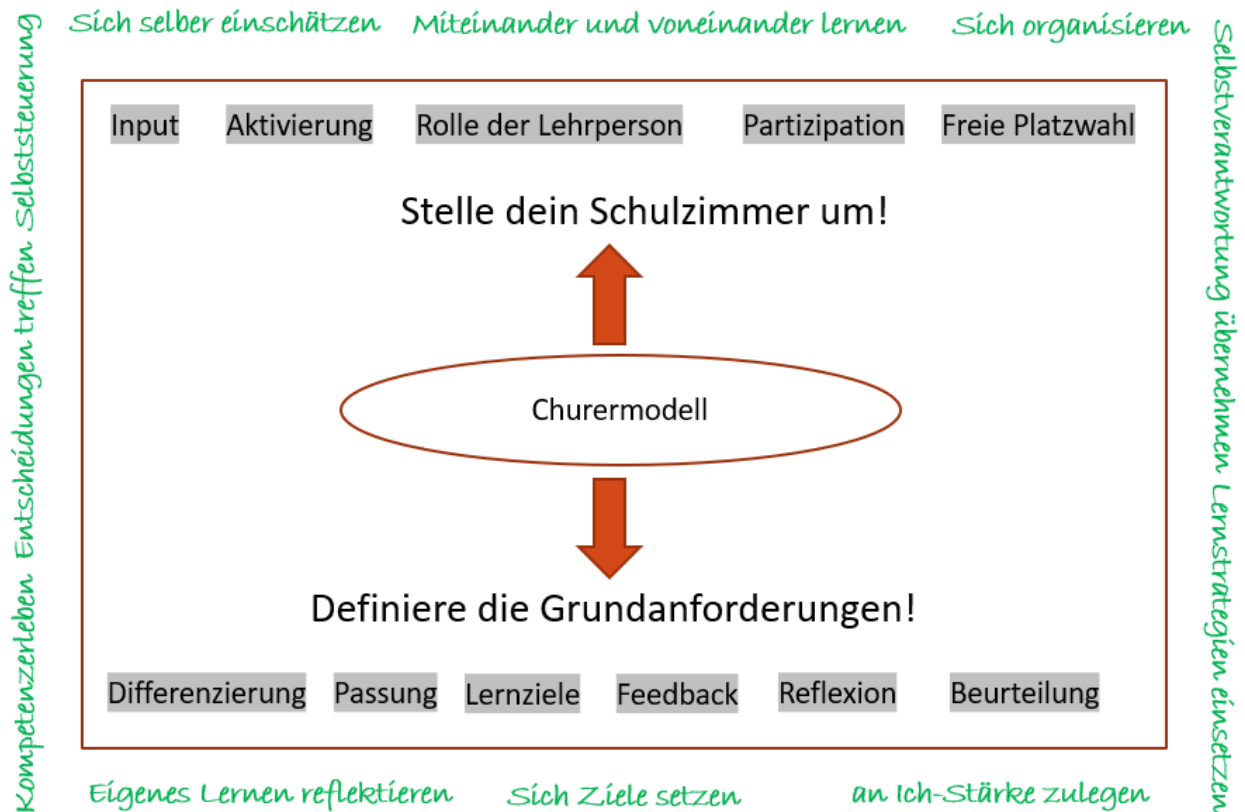 Sich selber einschätzen Miteinander und voneinander lernen Sich organisieren
Kompetenzerleben Entscheidungen treffen Selbststeuerung
Selbstverantwortung übernehmen Lernstrategien einsetzen
Input Aktivierung Rolle der Lehrperson Partizipation Freie Platzwahl
Stelle dein Schulzimmer um!
Churermodell
Definiere die Grundanforderungen!
Differenzierung Passung Lernziele Feedback Reflexion Beurteilung
Eigenes Lernen reflektieren Sich Ziele setzen an Ich-Stärke zulegen